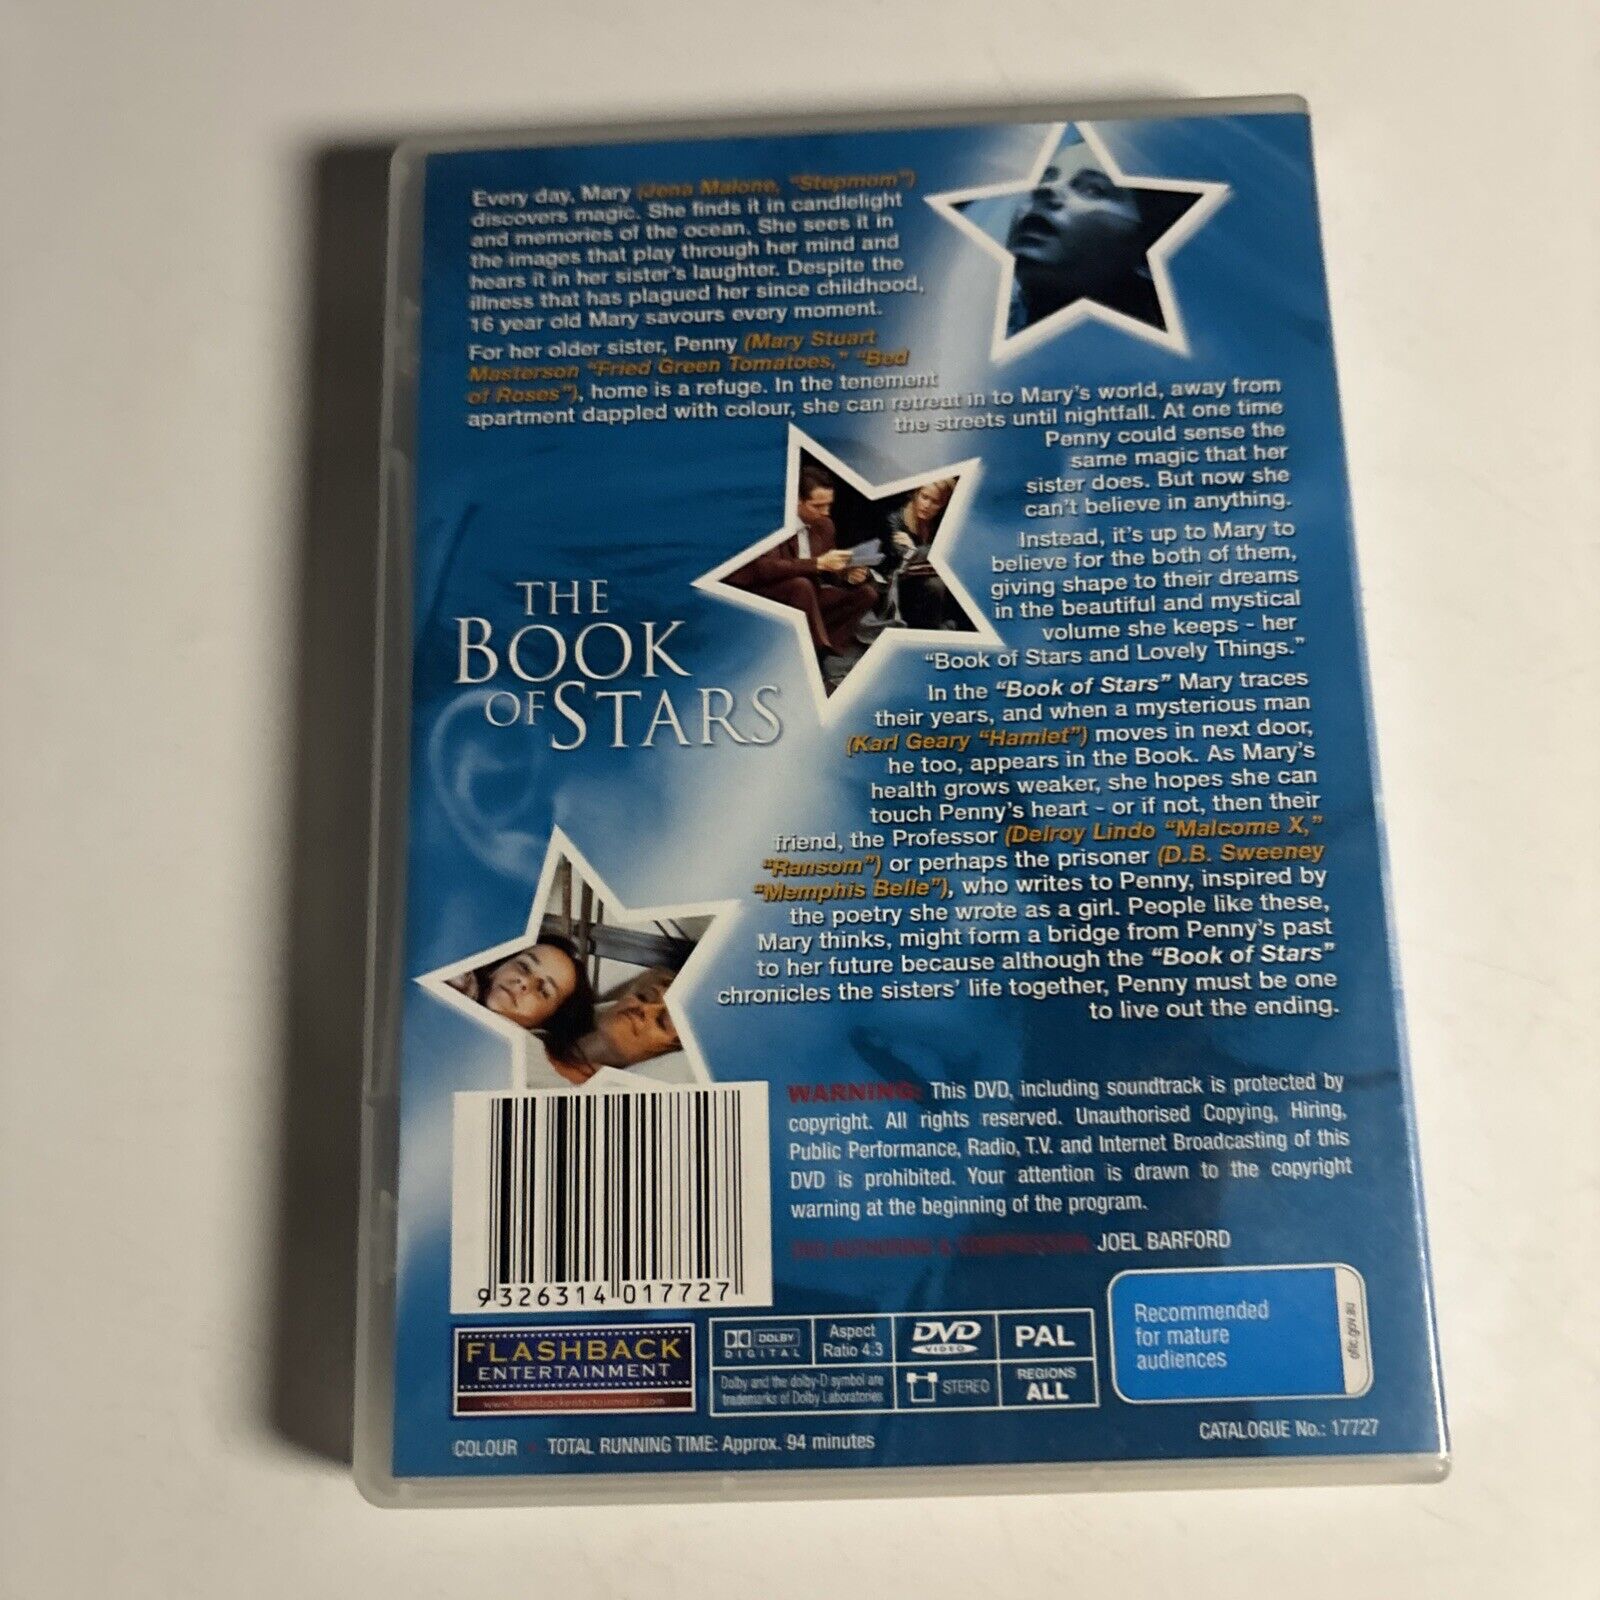 Every day, Mary (Jena Malone, "Stepmom")
discovers magic. She finds it in candlelight
and memories of the ocean. She sees it in
the images that play through her mind and
hears it in her sister's laughter. Despite the
illness that has plagued her since childhood,
16 year old Mary savours every moment.
For her older sister, Penny (Mary Stuart
Masterson "Fried Green Tomatoes," "Bed
of Roses"), home is a refuge. In the tenement
apartment dappled with colour, she can retreat in to Mary's world, away from
the streets until nightfall. At one time
Penny could sense the
same magic that her
sister does. But now she
can't believe in anything.
Instead, it's up to Mary to
believe for the both of them,
giving shape to their dreams
in the beautiful and mystical
volume she keeps - her
"Book of Stars and Lovely Things."
THE
BOOK
OF STARS
In the "Book of Stars" Mary traces
their years, and when a mysterious man
(Karl Geary "Hamlet") moves in next door,
he too, appears in the Book. As Mary's
health grows weaker, she hopes she can
touch Penny's heart - or if not, then their
friend, the Professor (Delroy Lindo "Malcome X,"
"Ransom") or perhaps the prisoner (D.B. Sweeney
"Memphis Belle"), who writes to Penny, inspired by
the poetry she wrote as a girl. People like these,
Mary thinks, might form a bridge from Penny's past
to her future because although the "Book of Stars"
chronicles the sisters' life together, Penny must be one
to live out the ending.
WARNING: This DVD, including soundtrack is protected by
copyright. All rights reserved. Unauthorised Copying, Hiring,
Public Performance, Radio, T.V. and Internet Broadcasting of this
DVD is prohibited. Your attention is drawn to the copyright
warning at the beginning of the program.
DVD AUTHORING & COMPRESSION: JOEL BARFORD
9 326314 017727
FLASHBACK
ENTERTAINMENT
www.flashbackentertainment.com
DOLBY
DIGITAL
Aspect
Ratio 4:3
DVD
VIDEO
PAL
Dolby and the dolby-D symbol are
trademarks of Dolby Laboratories
STEREO
REGIONS
ALL
Recommended
for mature
audiences
oflc.gov.au
COLOUR • TOTAL RUNNING TIME: Approx. 94 minutes
CATALOGUE No.: 17727